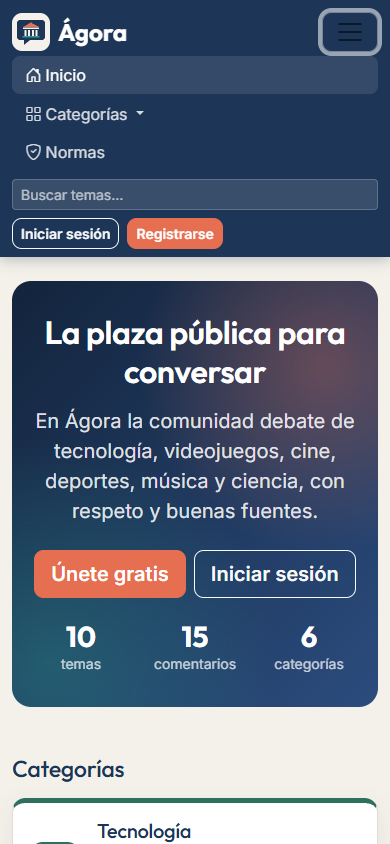 Ágora
Inicio
Categorías
Normas
Buscar temas...
Iniciar sesión
Registrarse
La plaza pública para
conversar
En Ágora la comunidad debate de
tecnología, videojuegos, cine,
deportes, música y ciencia, con
respeto y buenas fuentes.
Únete gratis
Iniciar sesión
10 15 6
temas comentarios categorías
Categorías
Tecnología